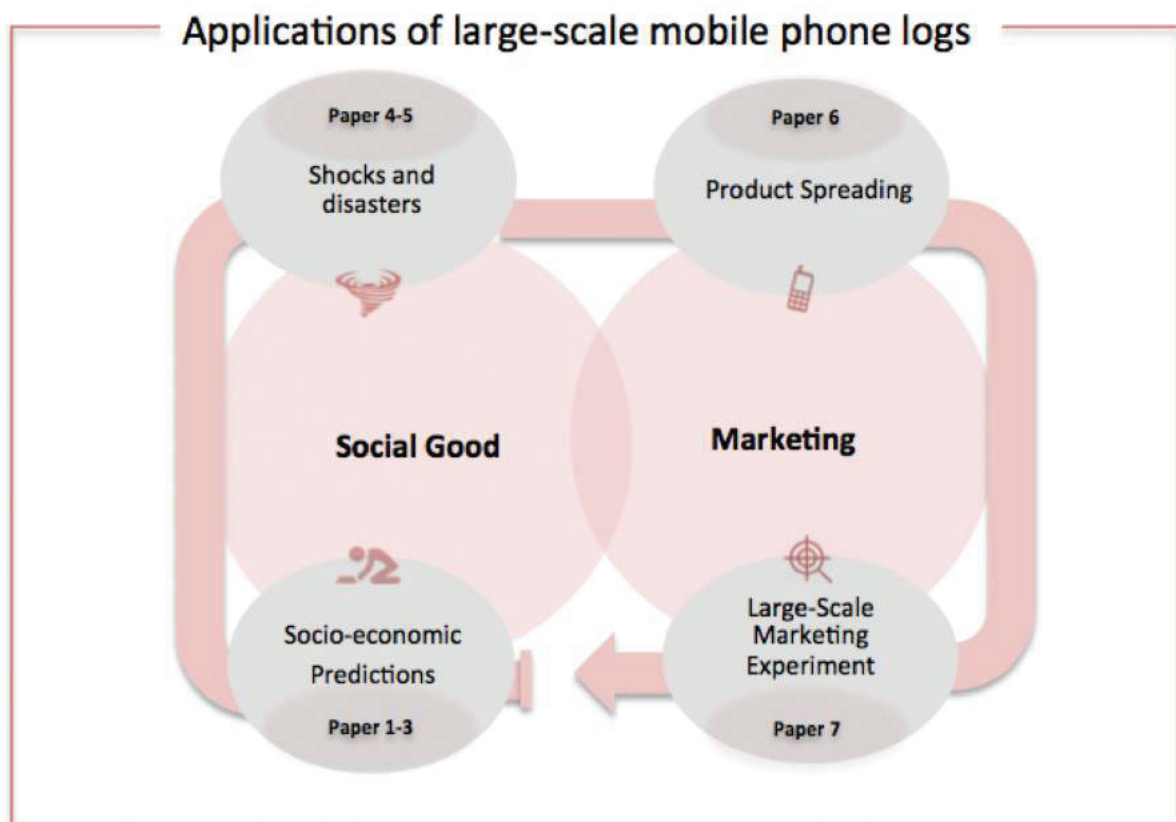 Applications of large-scale mobile phone logs
Paper 4-5
Shocks and
disasters
Paper 6
Product Spreading
Social Good
Marketing
Socio-economic
Predictions
Paper 1-3
Large-Scale
Marketing
Experiment
Paper 7